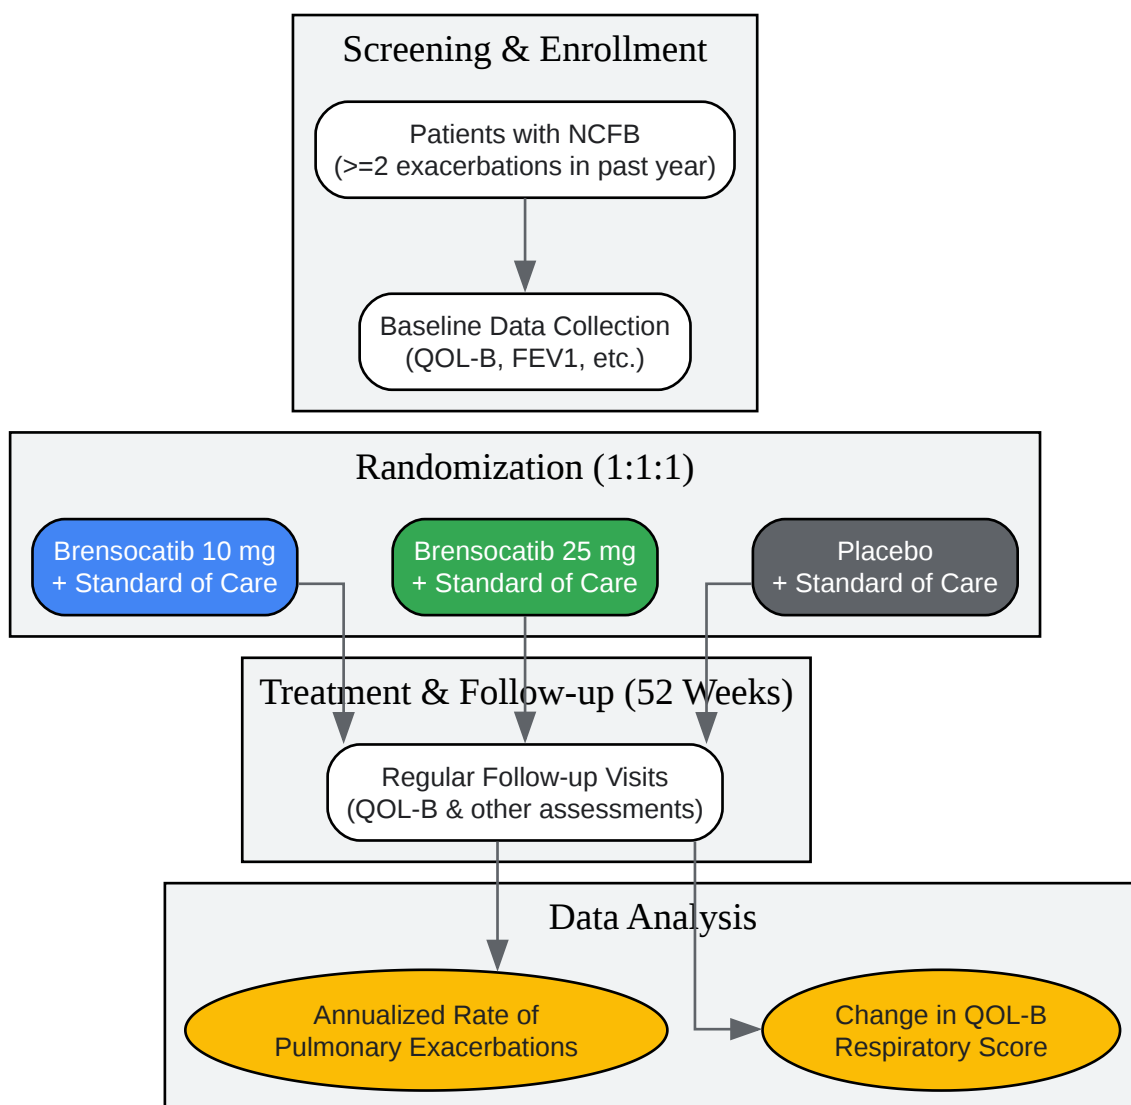 Screening & Enrollment
Patients with NCFB
(>=2 exacerbations in past year)
Baseline Data Collection
(QOL-B, FEV1, etc.)
Randomization (1:1:1)
Brensocatib 10 mg
+ Standard of Care
Brensocatib 25 mg
+ Standard of Care
Placebo
+ Standard of Care
Treatment & Follow-up (52 Weeks)
Regular Follow-up Visits
(QOL-B & other assessments)
Data Analysis
Annualized Rate of
Pulmonary Exacerbations
Change in QOL-B
Respiratory Score